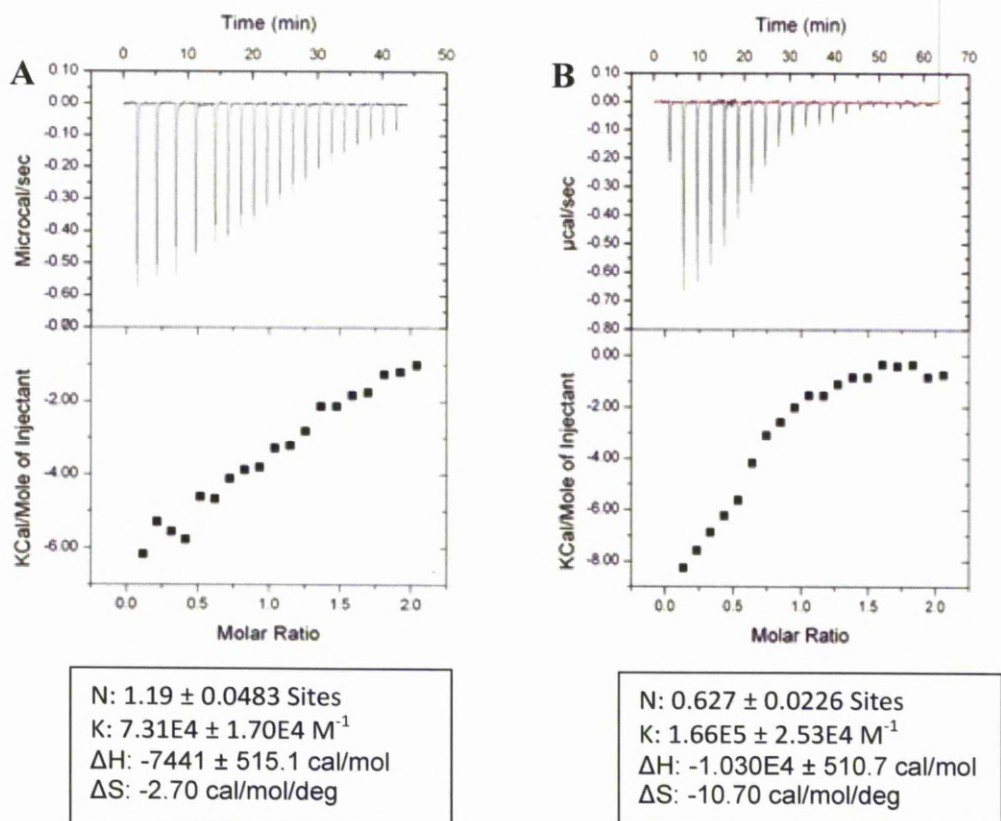 Time (min)
0 10 20 30 40 50
A
0.10
0.00
-0.10
-0.20
-0.30
-0.40
-0.50
-0.60
Microcal/sec
-2.00
-4.00
-6.00
KCal/Mole of Injectant
0.0 0.5 1.0 1.5 2.0
Molar Ratio
N: 1.19 ± 0.0483 Sites
K: 7.31E4 ± 1.70E4 M⁻¹
ΔH: -7441 ± 515.1 cal/mol
ΔS: -2.70 cal/mol/deg
Time (min)
0 10 20 30 40 50 60 70
B
0.10
0.00
-0.10
-0.20
-0.30
-0.40
-0.50
-0.60
-0.70
-0.80
µcal/sec
0.00
-2.00
-4.00
-6.00
-8.00
KCal/Mole of Injectant
0.0 0.5 1.0 1.5 2.0
Molar Ratio
N: 0.627 ± 0.0226 Sites
K: 1.66E5 ± 2.53E4 M⁻¹
ΔH: -1.030E4 ± 510.7 cal/mol
ΔS: -10.70 cal/mol/deg